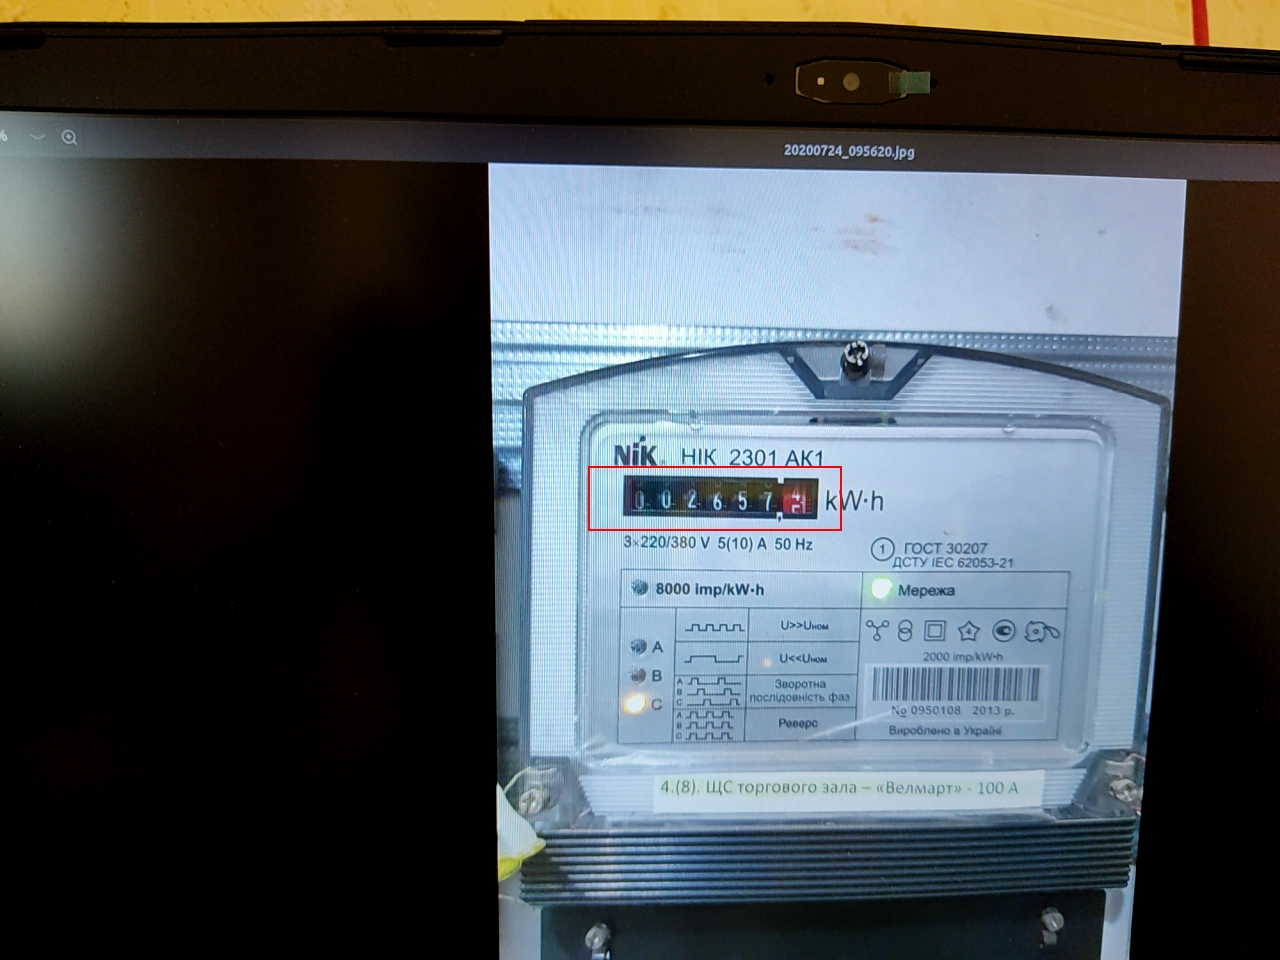 %
20200724_095620.jpg
NiK НІК 2301 АК1
002657 kW·h
3×220/380 V 5(10) A 50 Hz
1 ГОСТ 30207
ДСТУ IEC 62053-21
8000 imp/kW·h
Мережа
U>>Uном
A
U<<Uном
2000 imp/kW·h
B
A
B
C
Зворотна
послідовність фаз
C
№ 0950108 2013 р.
A
B
C
Реверс
Вироблено в Україні
4.(8). ЩС торгового зала – «Велмарт» - 100 А